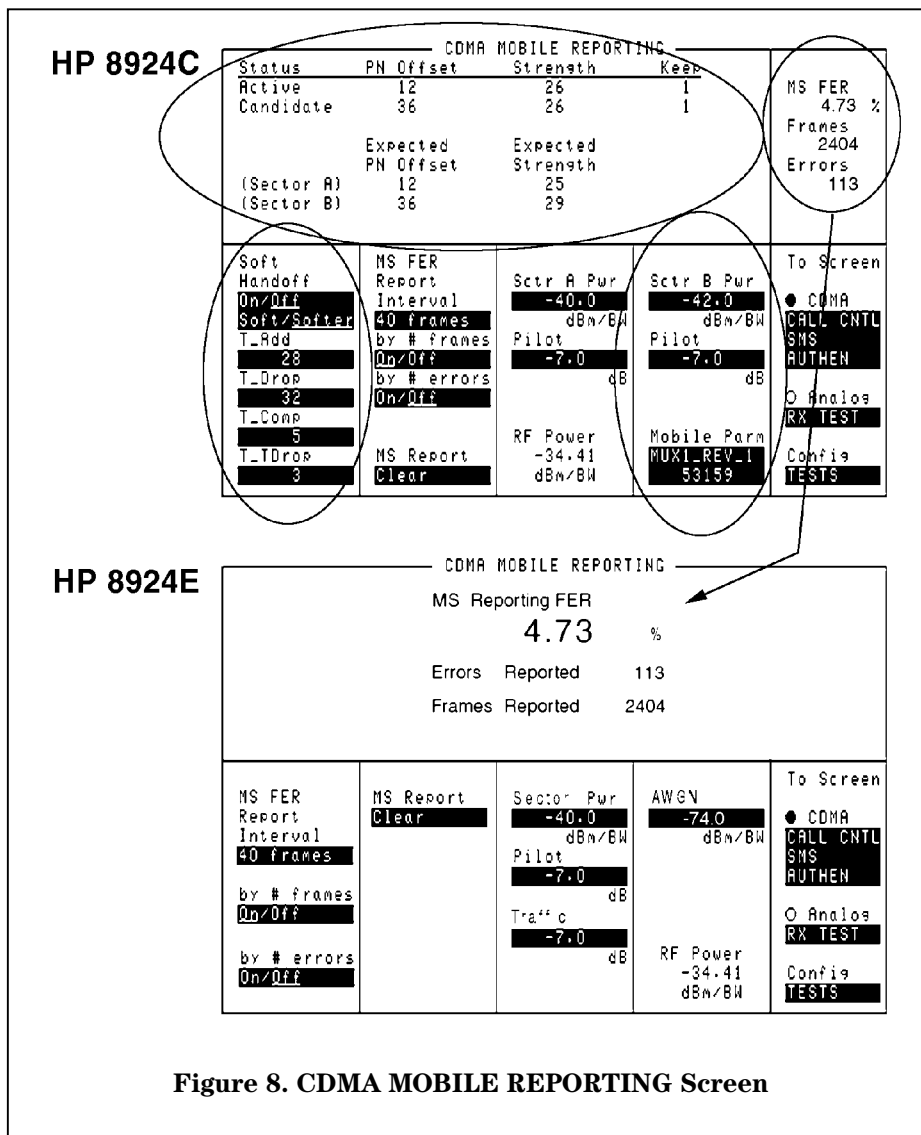 HP 8924C
CDMA MOBILE REPORTING
Status PN Offset Strength Keep
Active 12 26 1
Candidate 36 26 1
Expected Expected
PN Offset Strength
(Sector A) 12 25
(Sector B) 36 29
MS FER
4.73 %
Frames
2404
Errors
113
Soft
Handoff
On/Off
Soft/Softer
T_Add
28
T_Drop
32
T_Comp
5
T_TDrop
3
MS FER
Report
Interval
40 frames
by # frames
On/Off
by # errors
On/Off
MS Report
Clear
Sctr A Pwr
-40.0
dBm/BW
Pilot
-7.0
dB
RF Power
-34.41
dBm/BW
Sctr B Pwr
-42.0
dBm/BW
Pilot
-7.0
dB
Mobile Parm
MUX1_REV_1
53159
To Screen
CDMA
CALL CNTL
SMS
AUTHEN
Analog
RX TEST
Config
TESTS
HP 8924E
CDMA MOBILE REPORTING
MS Reporting FER
4.73 %
Errors Reported 113
Frames Reported 2404
MS FER
Report
Interval
40 frames
by # frames
On/Off
by # errors
On/Off
MS Report
Clear
Sector Pwr
-40.0
dBm/BW
Pilot
-7.0
dB
Traffic
-7.0
dB
AWGN
-74.0
dBm/BW
RF Power
-34.41
dBm/BW
To Screen
CDMA
CALL CNTL
SMS
AUTHEN
Analog
RX TEST
Config
TESTS
Figure 8. CDMA MOBILE REPORTING Screen